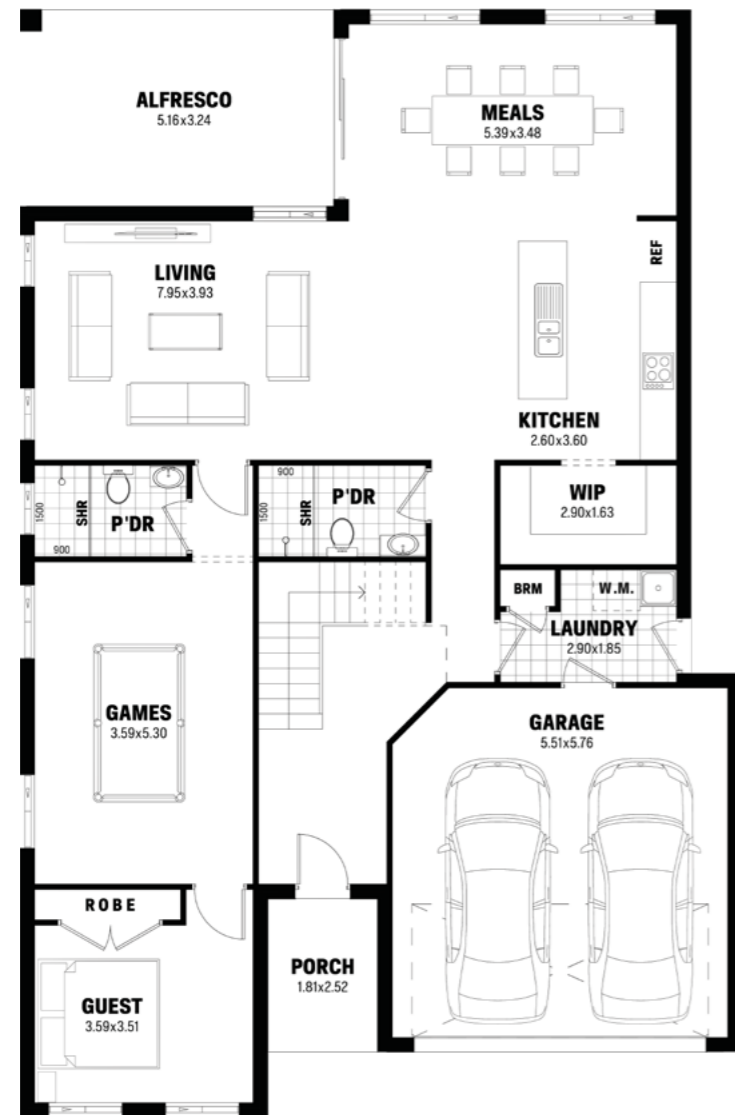 ALFRESCO
5.16x3.24
MEALS
5.39x3.48
LIVING
7.95x3.93
REF
KITCHEN
2.60x3.60
1500
SHR
P'DR
900
900
1500
SHR
P'DR
WIP
2.90x1.63
BRM
W.M.
LAUNDRY
2.90x1.85
GAMES
3.59x5.30
GARAGE
5.51x5.76
ROBE
GUEST
3.59x3.51
PORCH
1.81x2.52